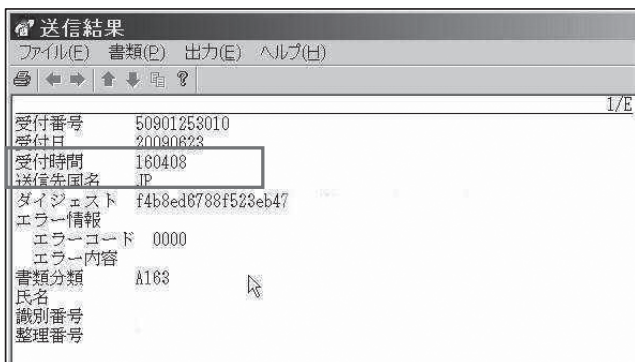 送信結果
ファイル(F) 書類(P) 出力(E) ヘルプ(H)
1/E
受付番号 50901253010
受付日 20090623
受付時間 160408
送信先国名 JP
ダイジェスト f4b8ed6788f523eb47
エラー情報
エラーコード 0000
エラー内容
書類分類 A163
氏名
識別番号
整理番号